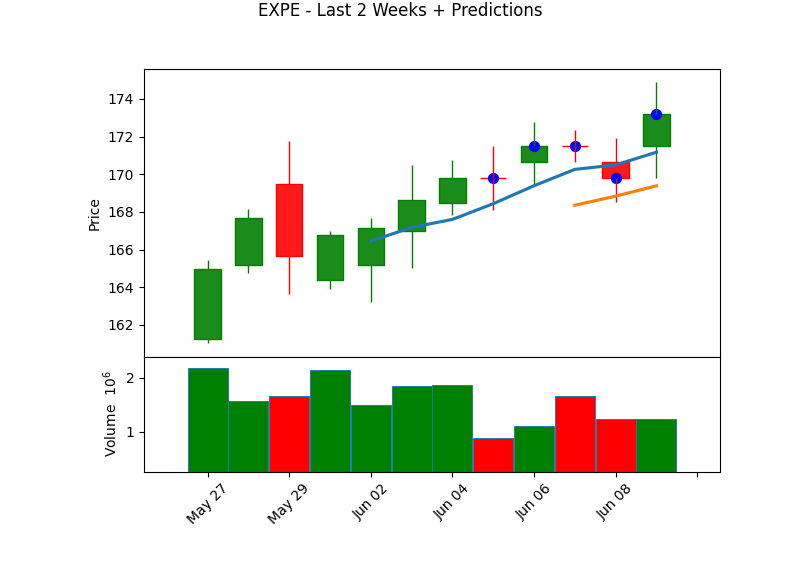 EXPE - Last 2 Weeks + Predictions
174
172
170
168
166
164
162
Price
2
1
Volume 10^6
May 27
May 29
Jun 02
Jun 04
Jun 06
Jun 08